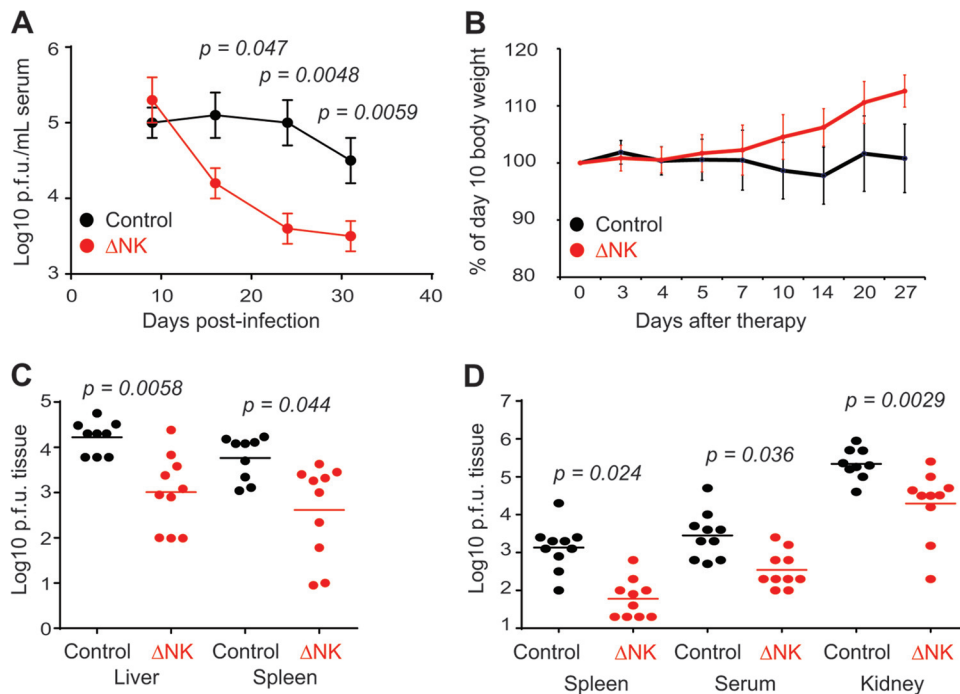 A
Log10 p.f.u./mL serum
6
5
4
3
p = 0.047
p = 0.0048
p = 0.0059
Control
ΔNK
0 10 20 30 40
Days post-infection
B
% of day 10 body weight
120
110
100
90
80
Control
ΔNK
0 3 4 5 7 10 14 20 27
Days after therapy
C
Log10 p.f.u. tissue
5
4
3
2
1
0
p = 0.0058
p = 0.044
Control ΔNK Control ΔNK
Liver Spleen
D
Log10 p.f.u. tissue
7
6
5
4
3
2
1
p = 0.024
p = 0.036
p = 0.0029
Control ΔNK Control ΔNK Control ΔNK
Spleen Serum Kidney